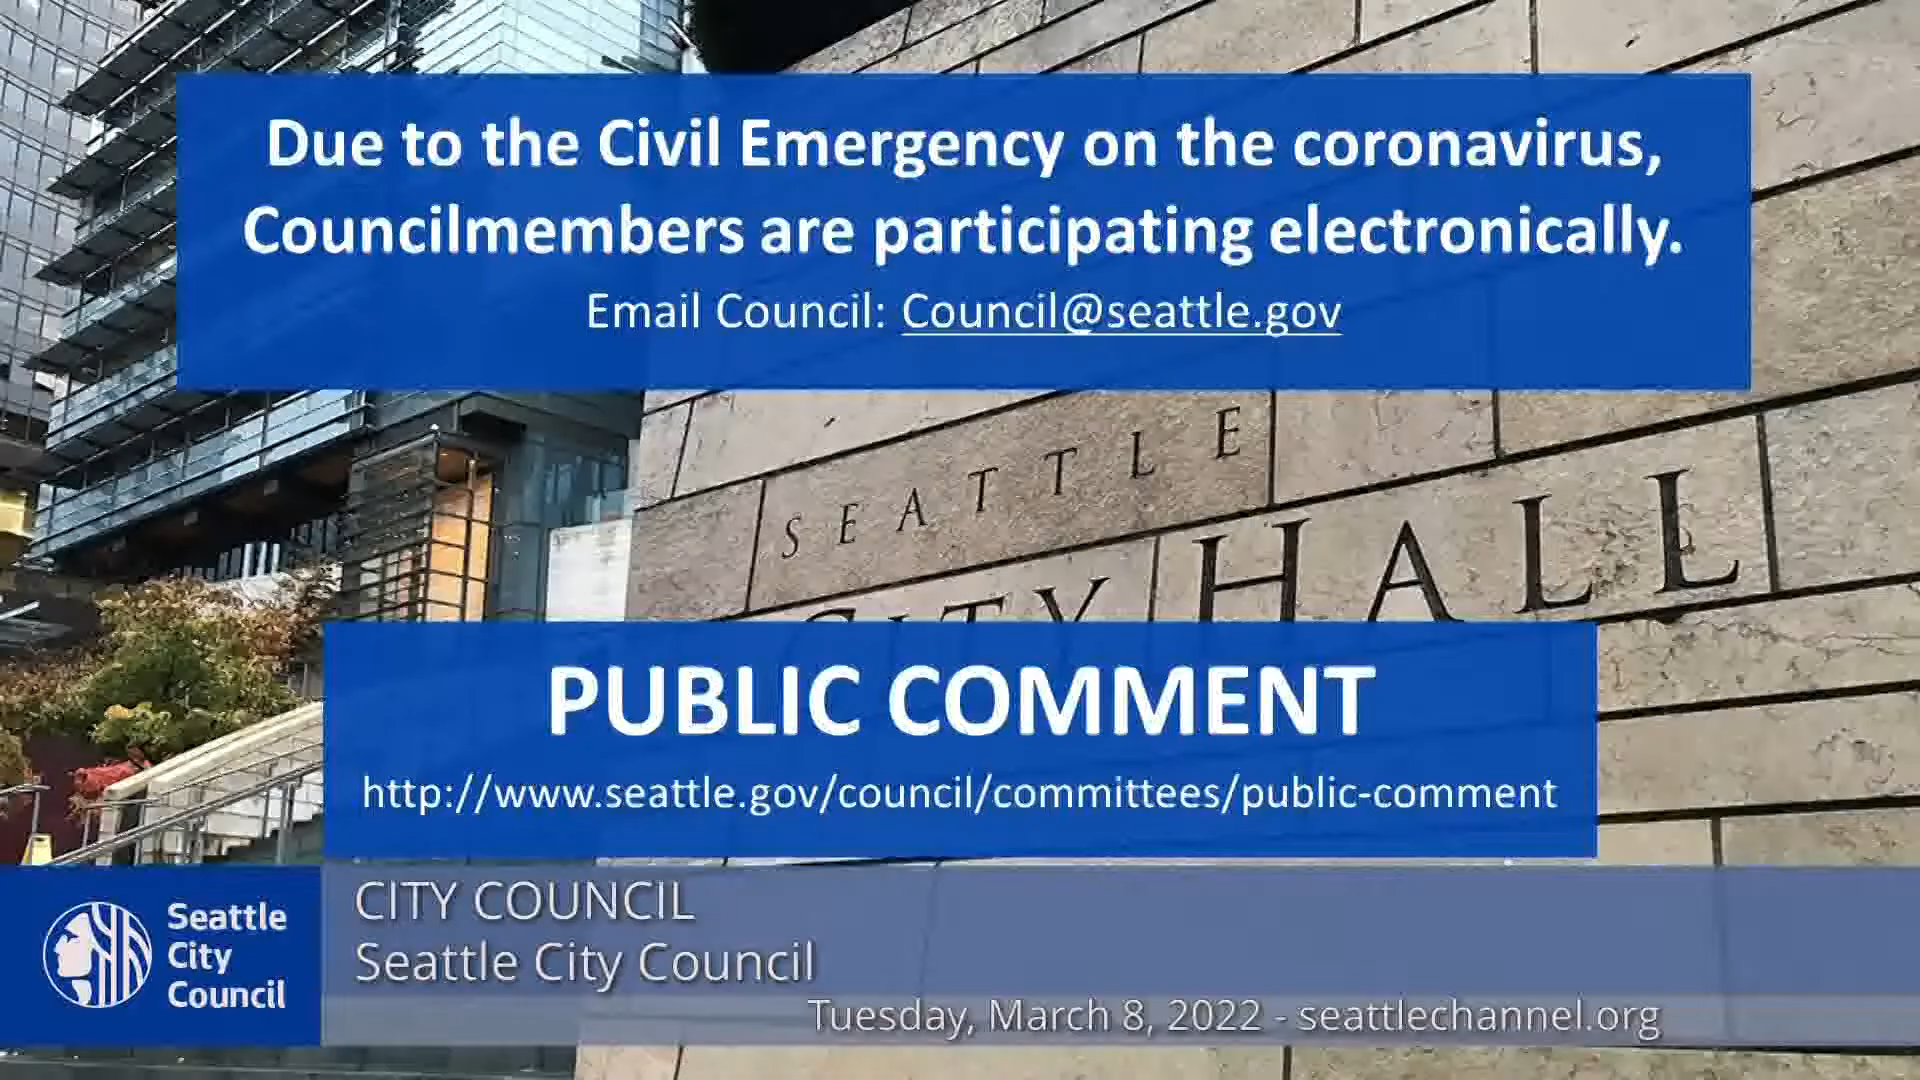 Due to the Civil Emergency on the coronavirus,
Councilmembers are participating electronically.
Email Council: Council@seattle.gov
SEATTLE
CITY HALL
PUBLIC COMMENT
http://www.seattle.gov/council/committees/public-comment
Seattle
City
Council
CITY COUNCIL
Seattle City Council
Tuesday, March 8, 2022 - seattlechannel.org